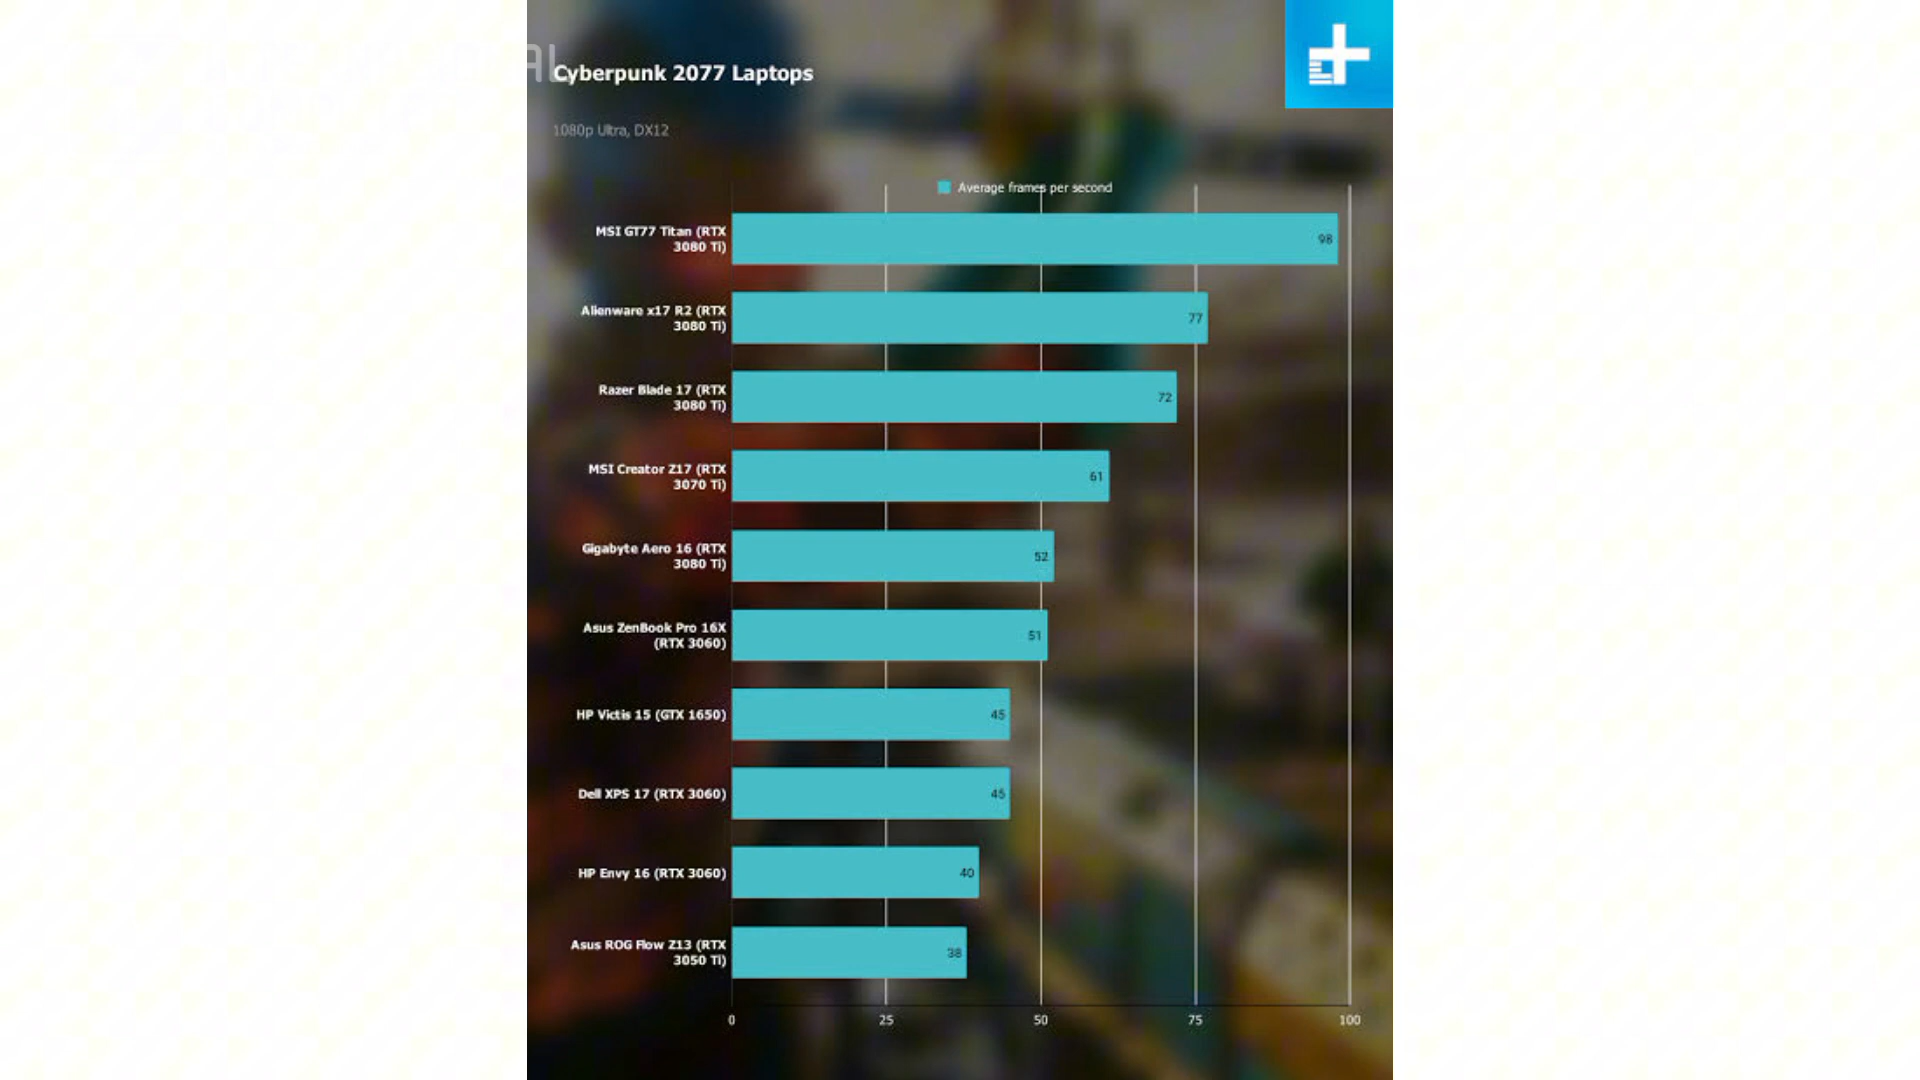 Cyberpunk 2077 Laptops
1080p Ultra, DX12
Average frames per second
MSI GT77 Titan (RTX
3080 Ti)
98
Alienware x17 R2 (RTX
3080 Ti)
77
Razer Blade 17 (RTX
3080 Ti)
72
MSI Creator Z17 (RTX
3070 Ti)
61
Gigabyte Aero 16 (RTX
3080 Ti)
52
Asus ZenBook Pro 16X
(RTX 3060)
51
HP Victis 15 (GTX 1650)
45
Dell XPS 17 (RTX 3060)
45
HP Envy 16 (RTX 3060)
40
Asus ROG Flow Z13 (RTX
3050 Ti)
38
0 25 50 75 100